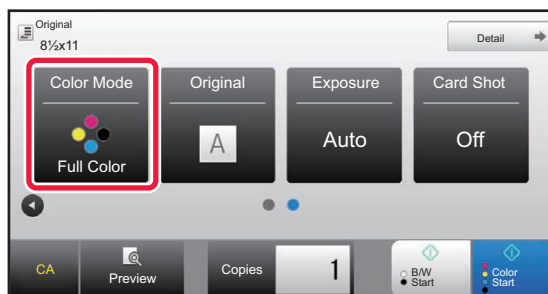 Original
8½x11
Detail
Color Mode
Original
Exposure
Card Shot
A
Auto
Off
Full Color
CA
Preview
Copies
1
B/W
Start
Color
Start